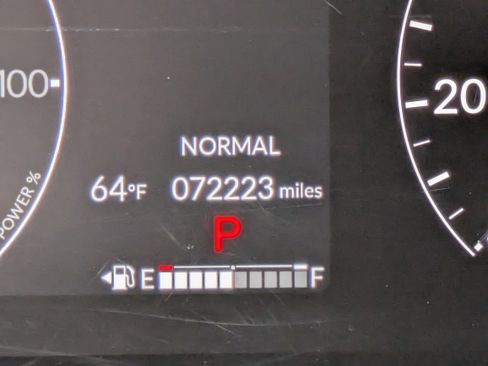 100
POWER %
20
NORMAL
64°F 072223 miles
P
E F